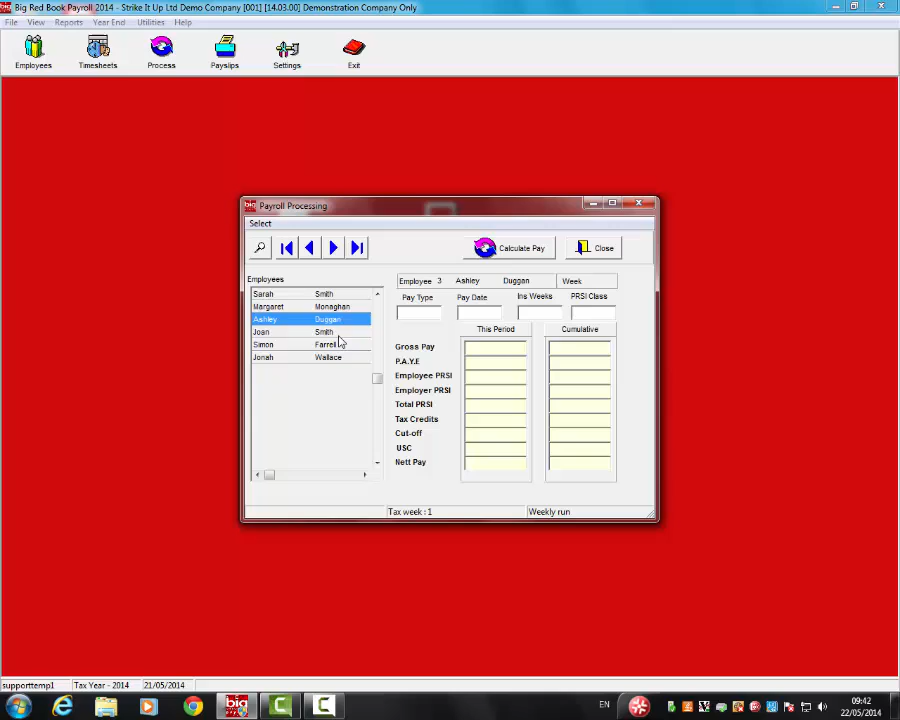 Big Red Book Payroll 2014 - Strike It Up Ltd Demo Company [001] [14.03.00] Demonstration Company Only
File View Reports Year End Utilities Help
Employees Timesheets Process Payslips Settings Exit
big Payroll Processing
Select
Calculate Pay Close
Employees
Employee 3 Ashley Duggan Week
Sarah Smith
Margaret Monaghan
Ashley Duggan
Joan Smith
Simon Farrell
Jonah Wallace
Pay Type Pay Date Ins Weeks PRSI Class
This Period Cumulative
Gross Pay
P.A.Y.E
Employee PRSI
Employer PRSI
Total PRSI
Tax Credits
Cut-off
USC
Nett Pay
Tax week : 1 Weekly run
supporttemp1 Tax Year - 2014 21/05/2014
big
EN
09:42
22/05/2014